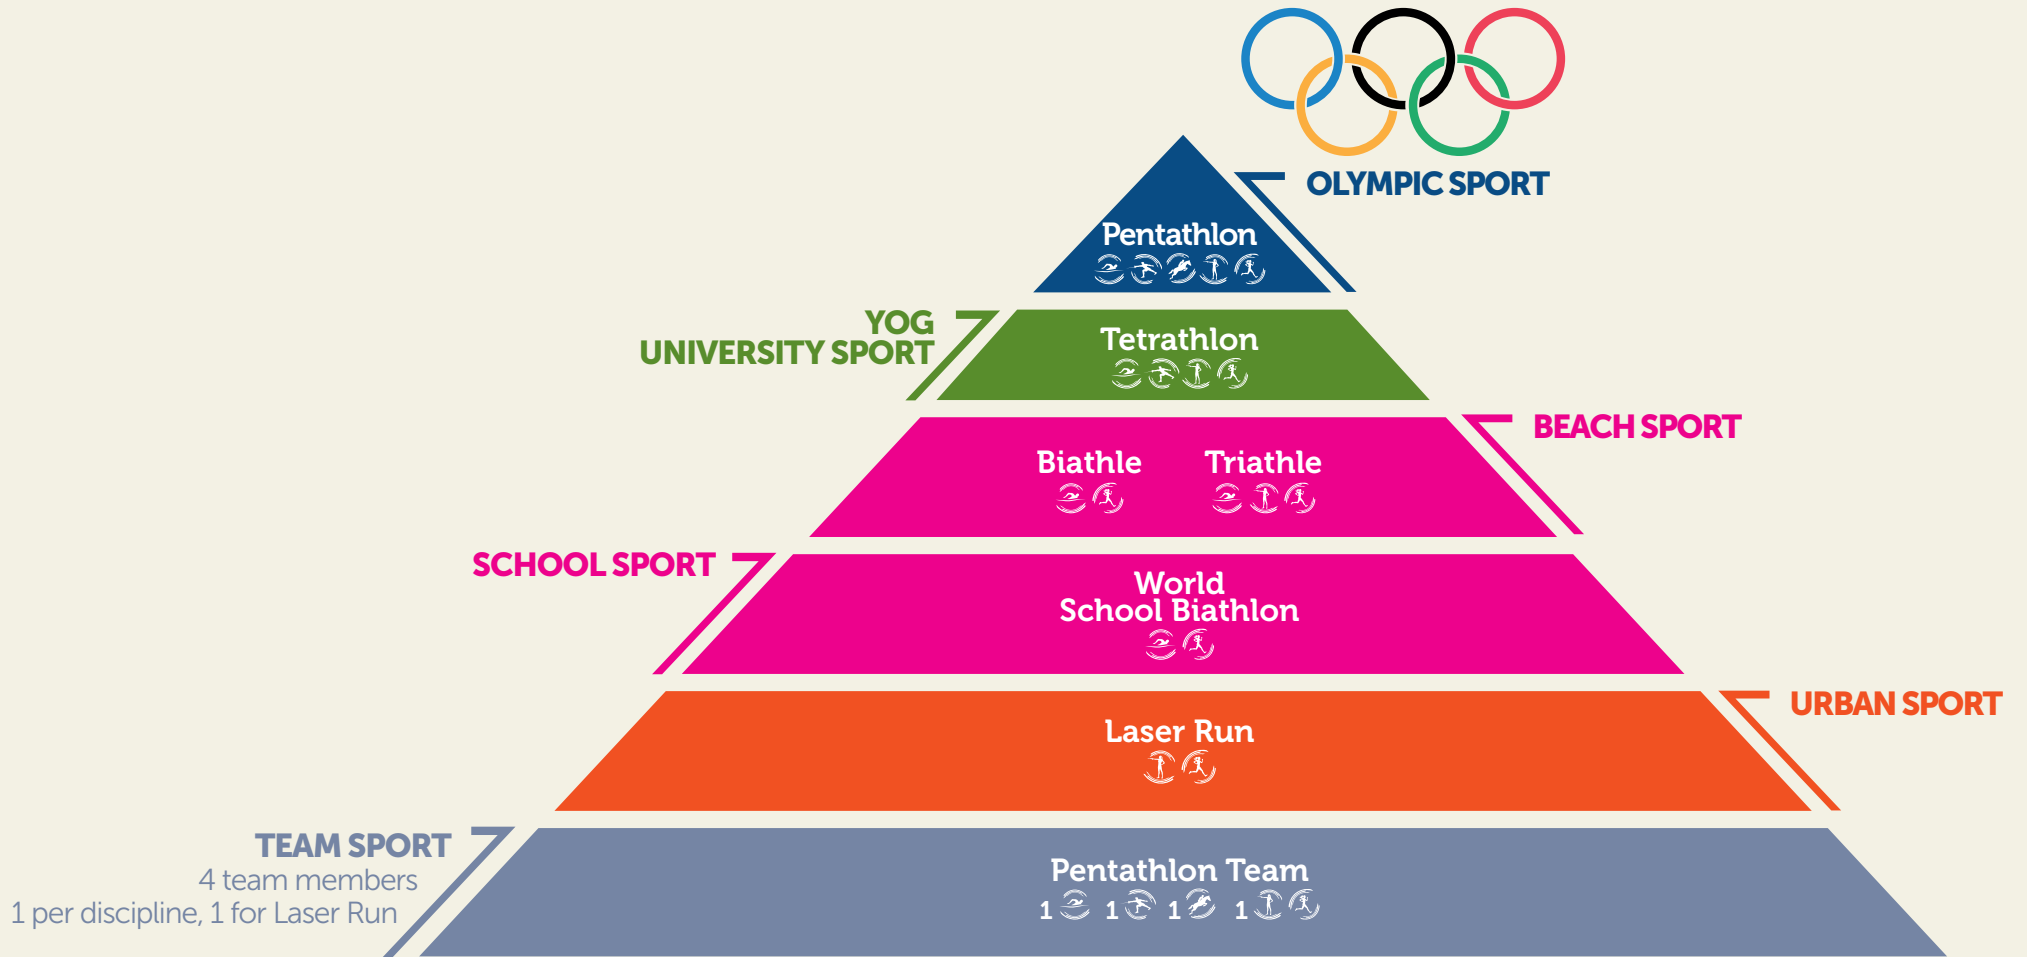 OLYMPIC SPORT
Pentathlon
YOG
UNIVERSITY SPORT
Tetrathlon
BEACH SPORT
Biathle Triathle
SCHOOL SPORT
World
School Biathlon
URBAN SPORT
Laser Run
TEAM SPORT
4 team members
1 per discipline, 1 for Laser Run
Pentathlon Team
1 1 1 1